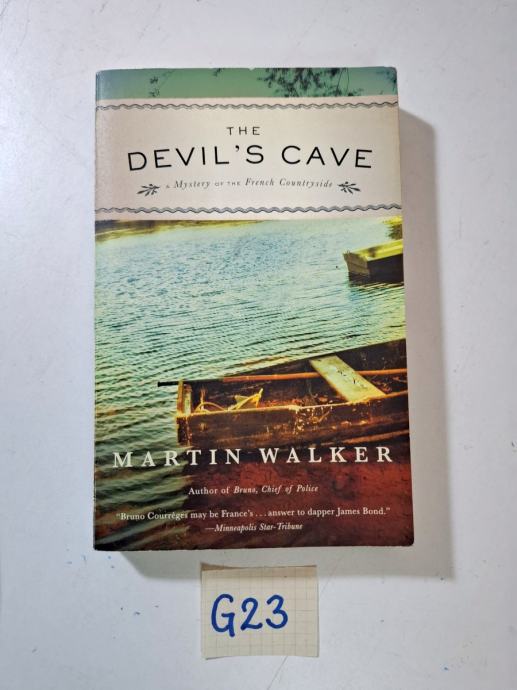 THE
DEVIL'S CAVE
A Mystery OF THE French Countryside
MARTIN WALKER
Author of Bruno, Chief of Police
“Bruno Courrèges may be France's . . . answer to dapper James Bond.”
—Minneapolis Star-Tribune
G23